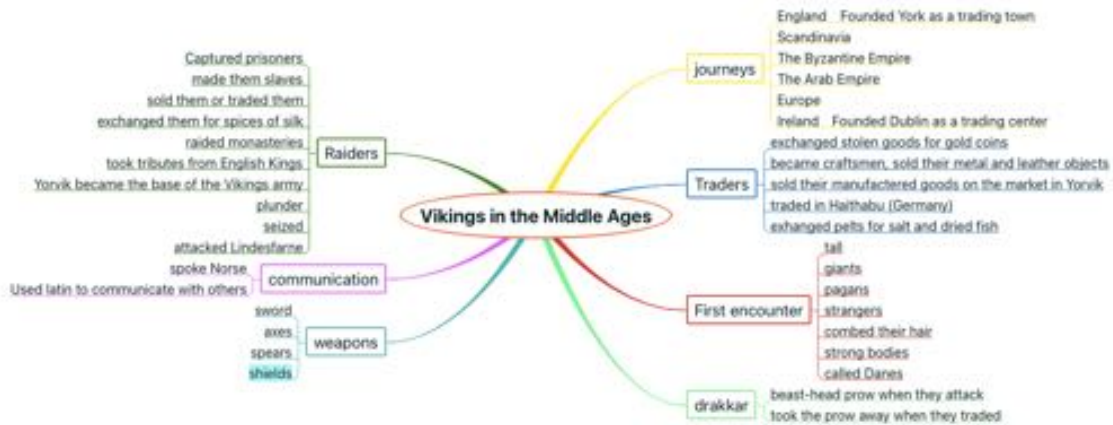 Vikings in the Middle Ages
journeys
England Founded York as a trading town
Scandinavia
The Byzantine Empire
The Arab Empire
Europe
Ireland Founded Dublin as a trading center
Traders
exchanged stolen goods for gold coins
became craftsmen, sold their metal and leather objects
sold their manufactered goods on the market in Yorvik
traded in Haithabu (Germany)
exhanged pelts for salt and dried fish
First encounter
tall
giants
pagans
strangers
combed their hair
strong bodies
called Danes
drakkar
beast-head prow when they attack
took the prow away when they traded
Raiders
Captured prisoners
made them slaves
sold them or traded them
exchanged them for spices of silk
raided monasteries
took tributes from English Kings
Yorvik became the base of the Vikings army
plunder
seized
attacked Lindesfarne
communication
spoke Norse
Used latin to communicate with others
weapons
sword
axes
spears
shields